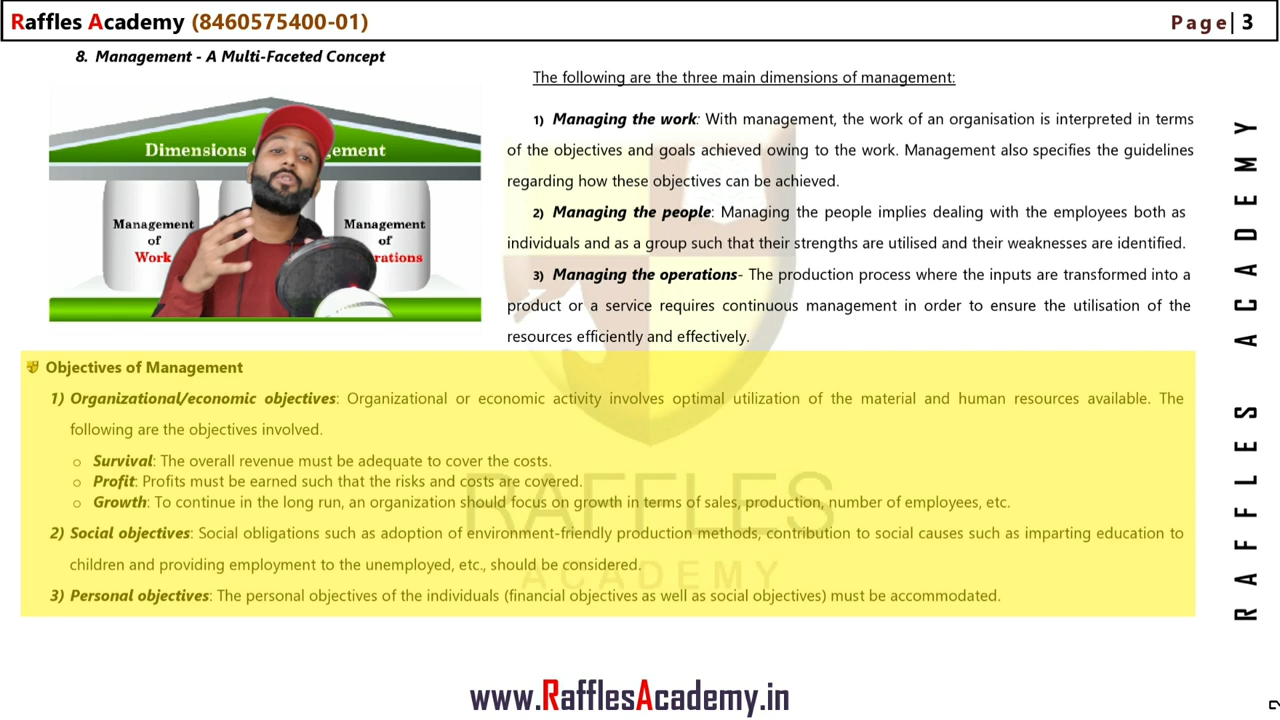 Raffles Academy (8460575400-01)
Page| 3
8. Management - A Multi-Faceted Concept
Dimensions
ement
Management
of
Work
Management
of
rations
The following are the three main dimensions of management:
1) Managing the work: With management, the work of an organisation is interpreted in terms
of the objectives and goals achieved owing to the work. Management also specifies the guidelines
regarding how these objectives can be achieved.
2) Managing the people: Managing the people implies dealing with the employees both as
individuals and as a group such that their strengths are utilised and their weaknesses are identified.
3) Managing the operations- The production process where the inputs are transformed into a
product or a service requires continuous management in order to ensure the utilisation of the
resources efficiently and effectively.
Objectives of Management
1) Organizational/economic objectives: Organizational or economic activity involves optimal utilization of the material and human resources available. The
following are the objectives involved.
o Survival: The overall revenue must be adequate to cover the costs.
o Profit: Profits must be earned such that the risks and costs are covered.
o Growth: To continue in the long run, an organization should focus on growth in terms of sales, production, number of employees, etc.
2) Social objectives: Social obligations such as adoption of environment-friendly production methods, contribution to social causes such as imparting education to
children and providing employment to the unemployed, etc., should be considered.
3) Personal objectives: The personal objectives of the individuals (financial objectives as well as social objectives) must be accommodated.
RAFFLES
ACADEMY
RAFFLES ACADEMY
www.RafflesAcademy.in